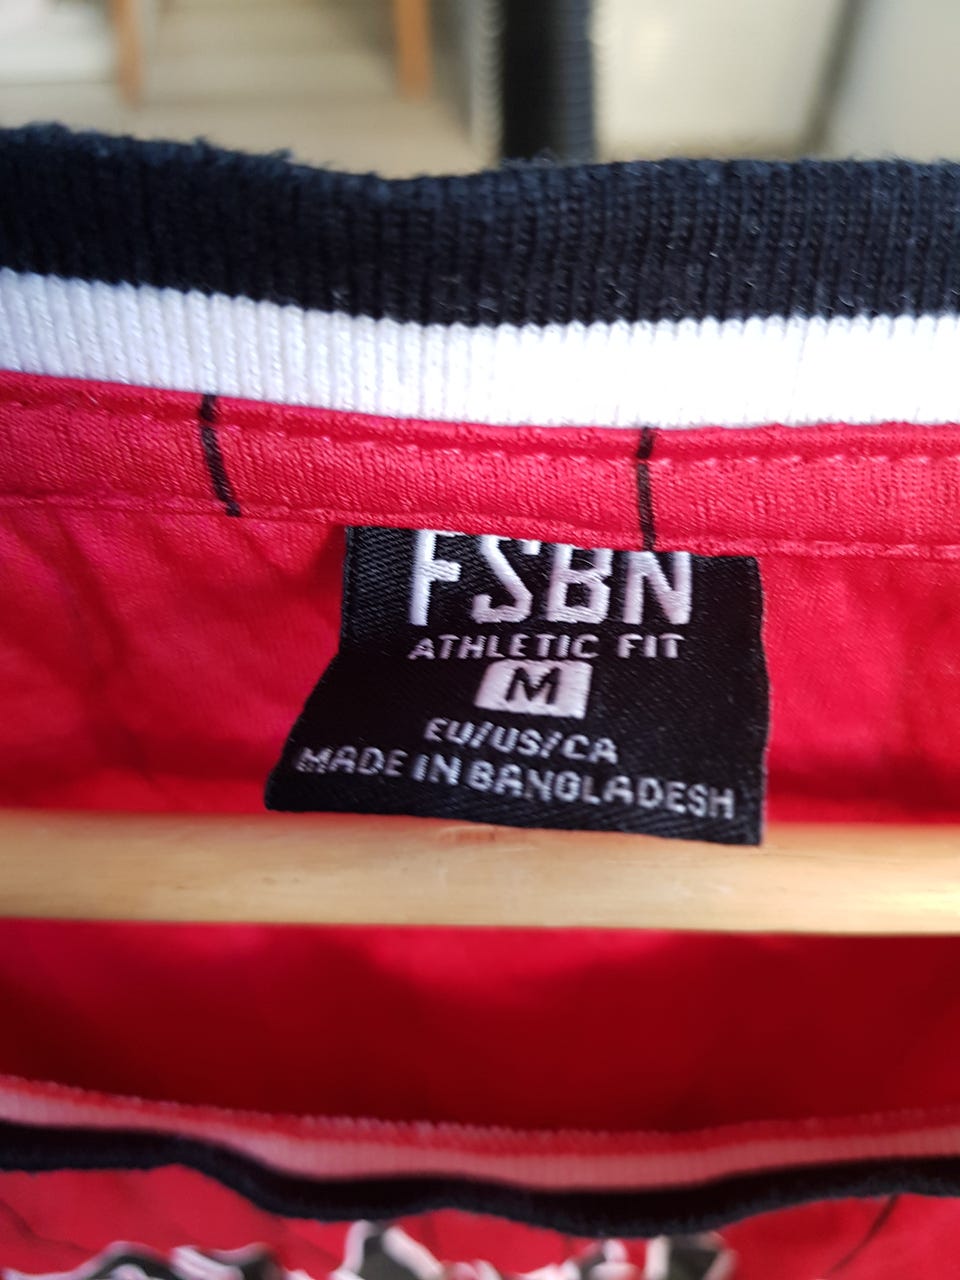 FSBN
ATHLETIC FIT
M
EU/US/CA
MADE IN BANGLADESH